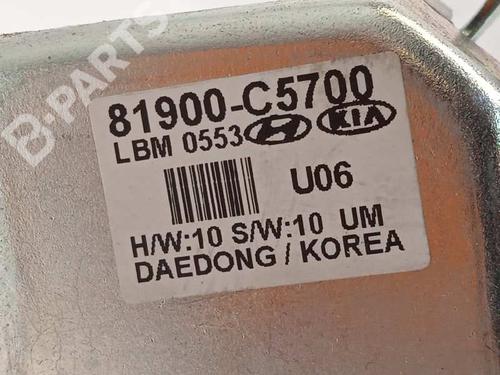 B-PARTS
81900-C5700
LBM 0553 H KIA
U06
H/W:10 S/W:10 UM
DAEDONG / KOREA